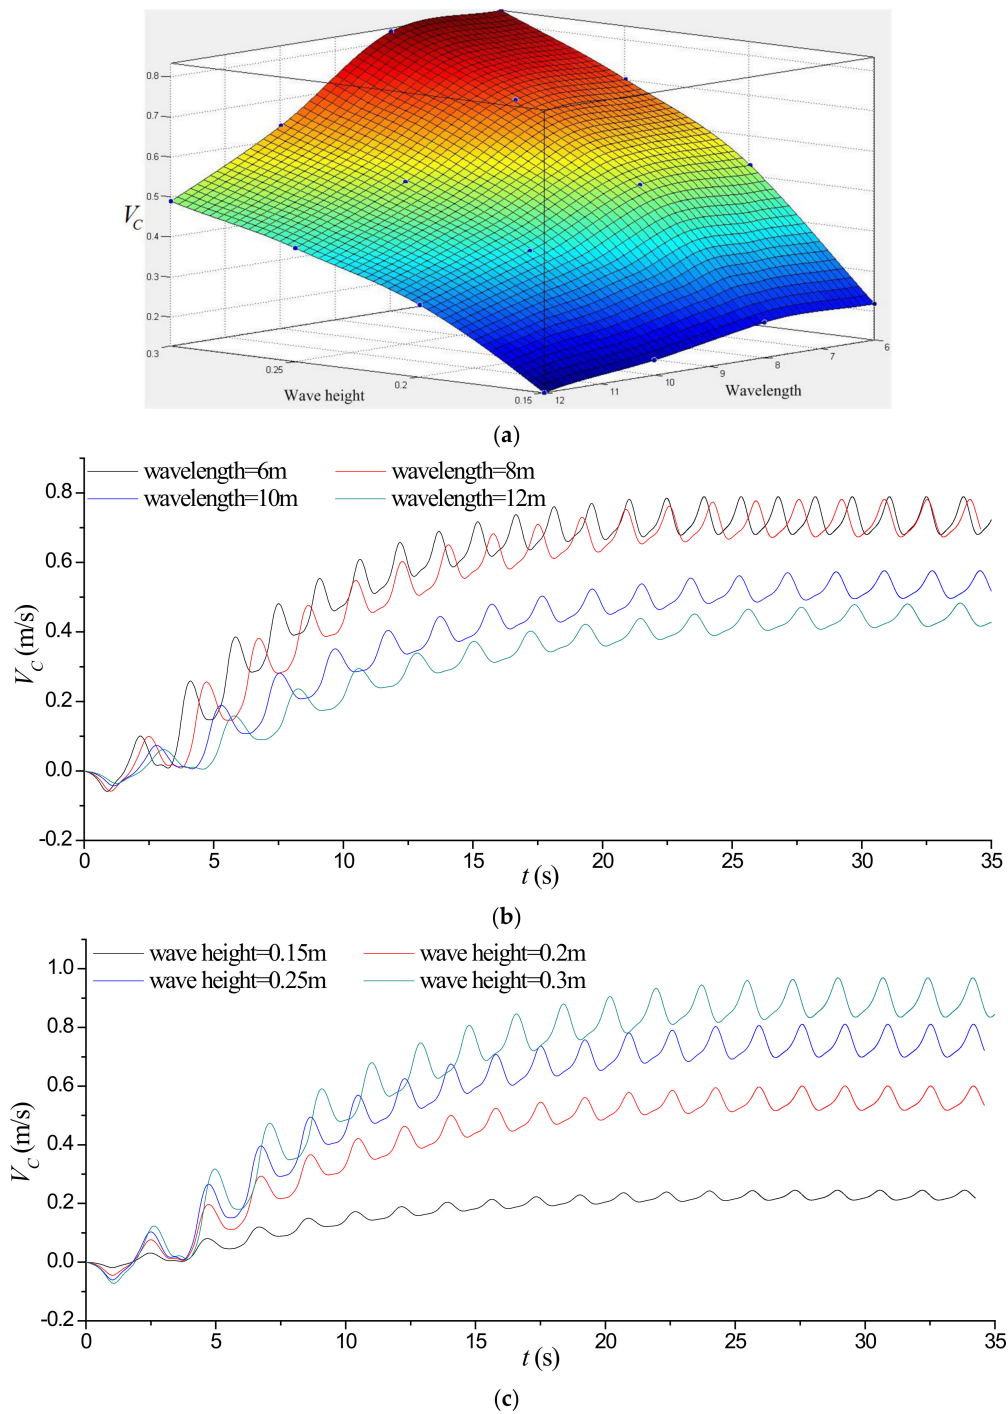 0.8
0.7
0.6
0.5
V_C
0.4
0.3
0.2
0.3
0.25
0.2
0.15
12
11
10
9
8
7
6
Wave height
Wavelength
(a)
wavelength=6m
wavelength=8m
wavelength=10m
wavelength=12m
0.8
0.6
0.4
0.2
0.0
-0.2
V_C (m/s)
0 5 10 15 20 25 30 35
t (s)
(b)
wave height=0.15m
wave height=0.2m
wave height=0.25m
wave height=0.3m
1.0
0.8
0.6
0.4
0.2
0.0
-0.2
V_C (m/s)
0 5 10 15 20 25 30 35
t (s)
(c)